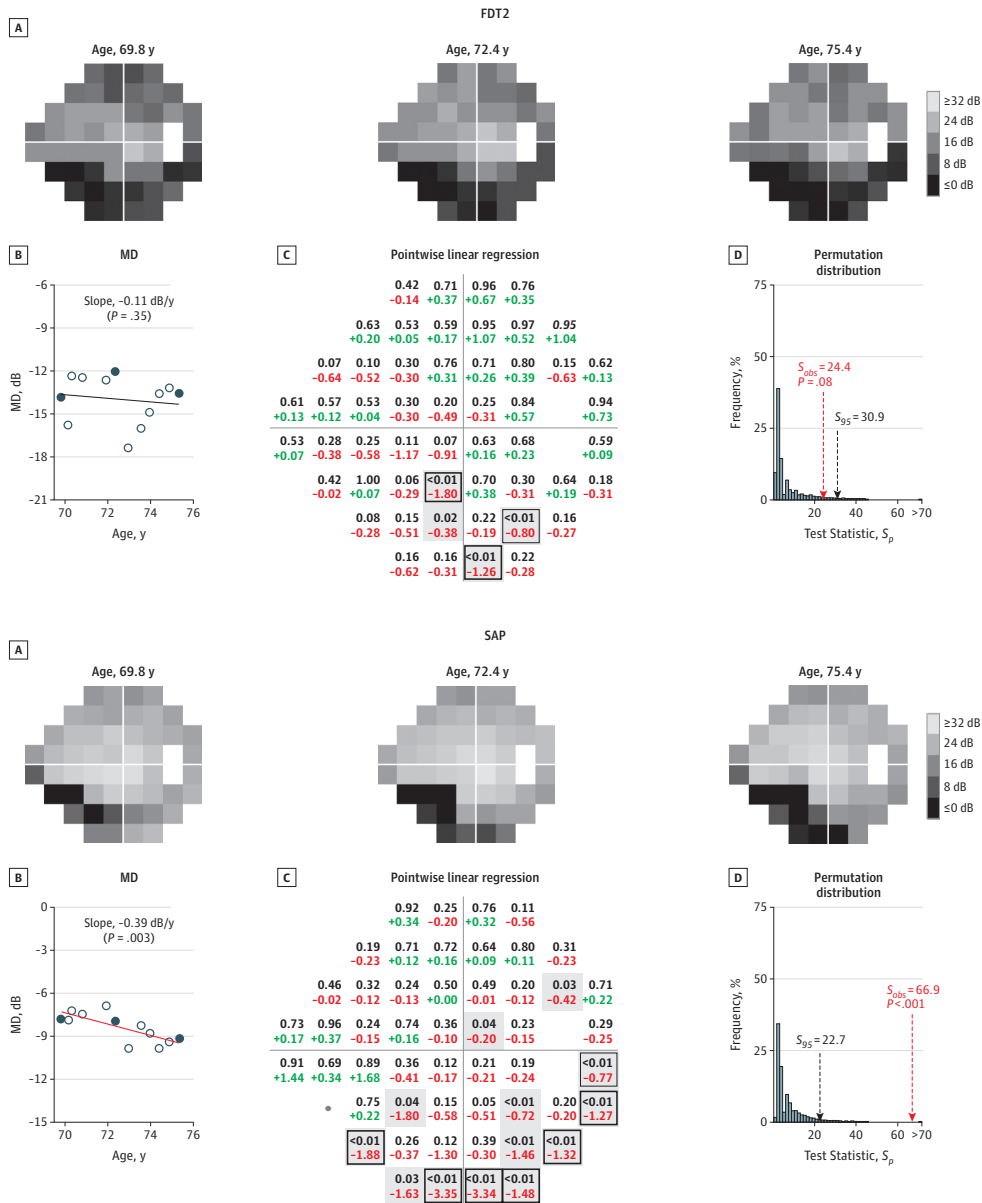 FDT2
A
Age, 69.8 y
Age, 72.4 y
Age, 75.4 y
≥32 dB
24 dB
16 dB
8 dB
≤0 dB
B
MD
Slope, –0.11 dB/y
(P = .35)
MD, dB
–6
–9
–12
–15
–18
–21
70 72 74 76
Age, y
C
Pointwise linear regression
0.42 0.71 0.96 0.76
–0.14 +0.37 +0.67 +0.35
0.63 0.53 0.59 0.95 0.97 0.95
+0.20 +0.05 +0.17 +1.07 +0.52 +1.04
0.07 0.10 0.30 0.76 0.71 0.80 0.15 0.62
–0.64 –0.52 –0.30 +0.31 +0.26 +0.39 –0.63 +0.13
0.61 0.57 0.53 0.30 0.20 0.25 0.84 0.94
+0.13 +0.12 +0.04 –0.30 –0.49 –0.31 +0.57 +0.73
0.53 0.28 0.25 0.11 0.07 0.63 0.68 0.59
+0.07 –0.38 –0.58 –1.17 –0.91 +0.16 +0.23 +0.09
0.42 1.00 0.06 <0.01 0.70 0.30 0.64 0.18
–0.02 +0.07 –0.29 –1.80 +0.38 –0.31 +0.19 –0.31
0.08 0.15 0.02 0.22 <0.01 0.16
–0.28 –0.51 –0.38 –0.19 –0.80 –0.27
0.16 0.16 <0.01 0.22
–0.62 –0.31 –1.26 –0.28
D
Permutation
distribution
Frequency, %
75
50
25
0
Sobs=24.4
P=.08
S95=30.9
20 40 60 >70
Test Statistic, Sp
SAP
A
Age, 69.8 y
Age, 72.4 y
Age, 75.4 y
≥32 dB
24 dB
16 dB
8 dB
≤0 dB
B
MD
Slope, –0.39 dB/y
(P = .003)
MD, dB
0
–3
–6
–9
–12
–15
70 72 74 76
Age, y
C
Pointwise linear regression
0.92 0.25 0.76 0.11
+0.34 –0.20 +0.32 –0.56
0.19 0.71 0.72 0.64 0.80 0.31
–0.23 +0.12 +0.16 +0.09 +0.11 –0.23
0.46 0.32 0.24 0.50 0.49 0.20 0.03 0.71
–0.02 –0.12 –0.13 +0.00 –0.01 –0.12 –0.42 +0.22
0.73 0.96 0.24 0.74 0.36 0.04 0.23 0.29
+0.17 +0.37 –0.15 +0.16 –0.10 –0.20 –0.15 –0.25
0.91 0.69 0.89 0.36 0.12 0.21 0.19 <0.01
+1.44 +0.34 +1.68 –0.41 –0.17 –0.21 –0.24 –0.77
0.75 0.04 0.15 0.05 <0.01 0.20 <0.01
+0.22 –1.80 –0.58 –0.51 –0.72 –0.20 –1.27
<0.01 0.26 0.12 0.39 <0.01 <0.01
–1.88 –0.37 –1.30 –0.30 –1.46 –1.32
0.03 <0.01 <0.01 <0.01
–1.63 –3.35 –3.34 –1.48
D
Permutation
distribution
Frequency, %
75
50
25
0
Sobs=66.9
P<.001
S95=22.7
20 40 60 >70
Test Statistic, Sp